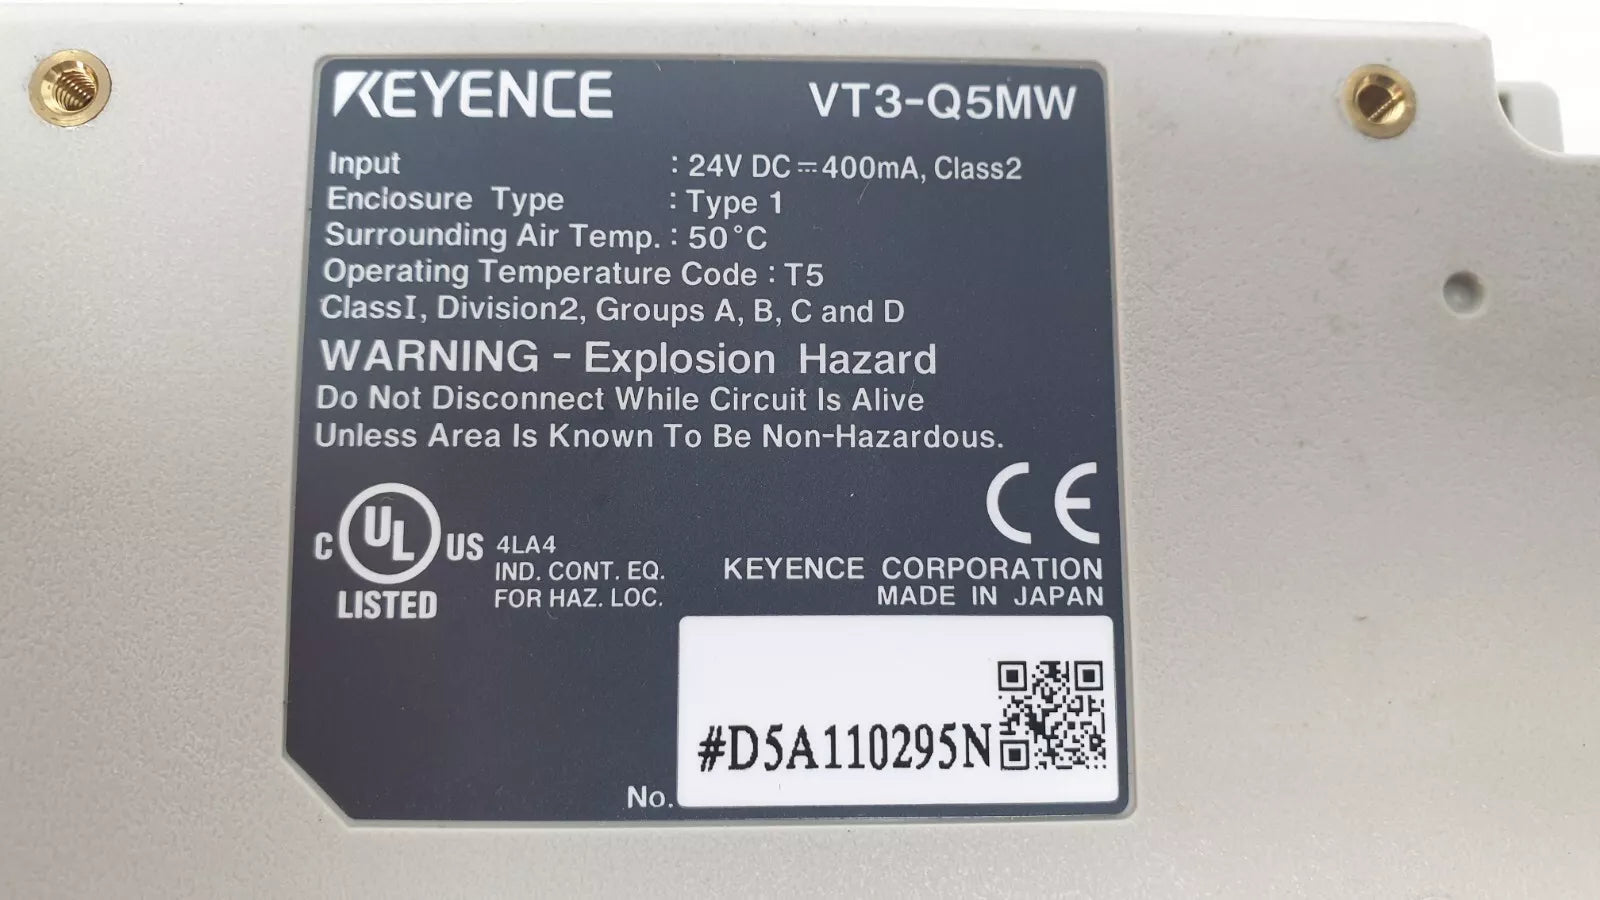 KEYENCE VT3-Q5MW
Input : 24V DC ⎓ 400mA, Class2
Enclosure Type : Type 1
Surrounding Air Temp. : 50°C
Operating Temperature Code : T5
ClassI, Division2, Groups A, B, C and D
WARNING - Explosion Hazard
Do Not Disconnect While Circuit Is Alive
Unless Area Is Known To Be Non-Hazardous.
CE
C UL US
LISTED
4LA4
IND. CONT. EQ.
FOR HAZ. LOC.
KEYENCE CORPORATION
MADE IN JAPAN
No. #D5A110295N